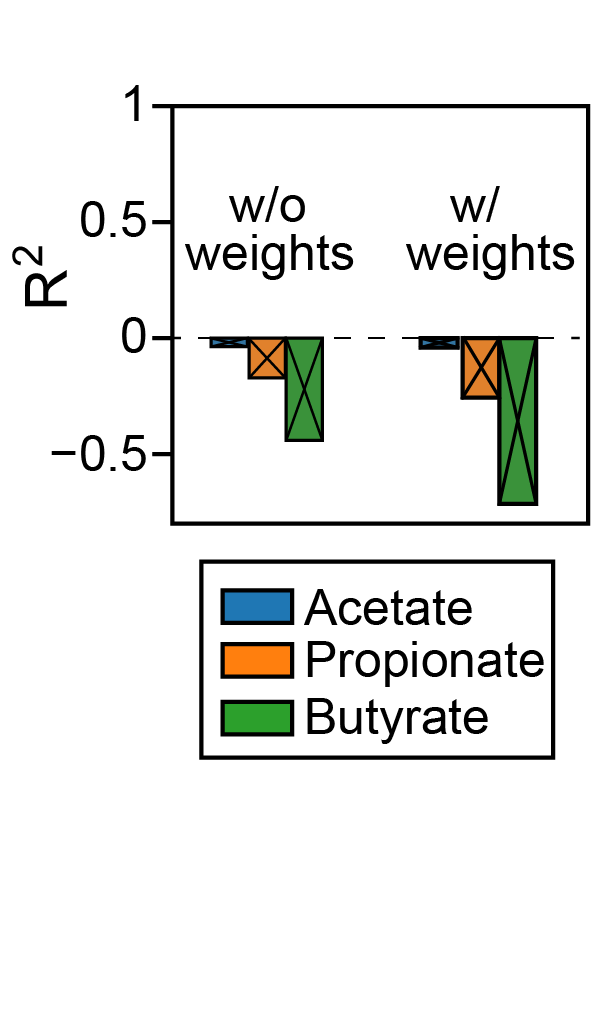 1
0.5
0
−0.5
R²
w/o
weights
w/
weights
Acetate
Propionate
Butyrate